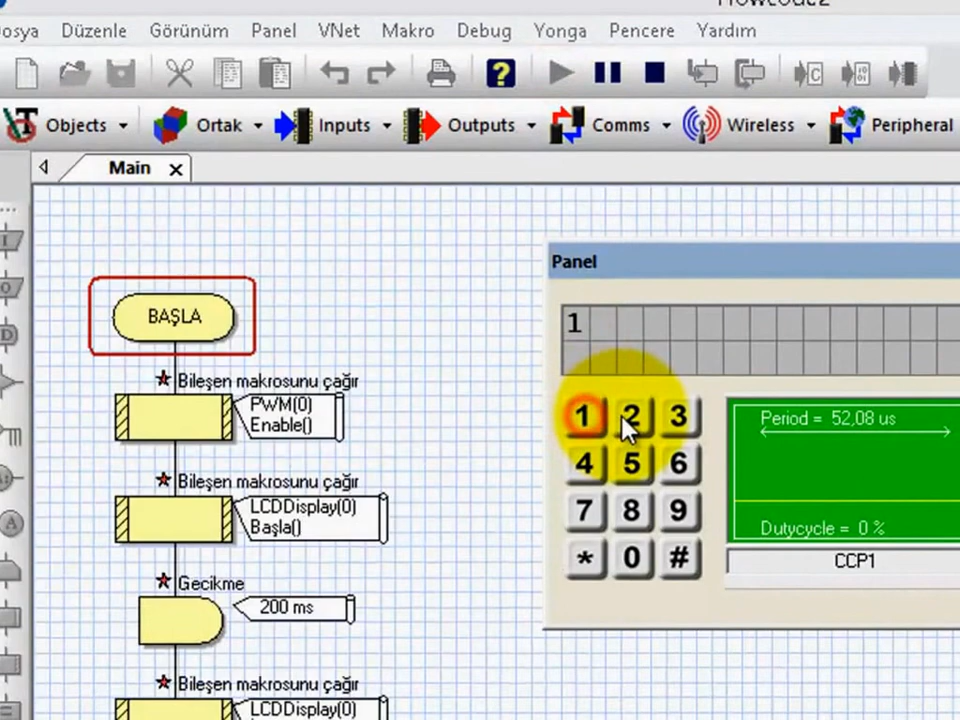 Flowcode2
osya Düzenle Görünüm Panel VNet Makro Debug Yonga Pencere Yardım
Objects Ortak Inputs Outputs Comms Wireless Peripheral
Main
BAŞLA
Bileşen makrosunu çağır
PWM(0)
Enable()
Bileşen makrosunu çağır
LCDDisplay(0)
Başla()
Gecikme
200 ms
Bileşen makrosunu çağır
LCDDisplay(0)
Panel
1
1 2 3
4 5 6
7 8 9
* 0 #
Period = 52,08 us
Dutycycle = 0 %
CCP1